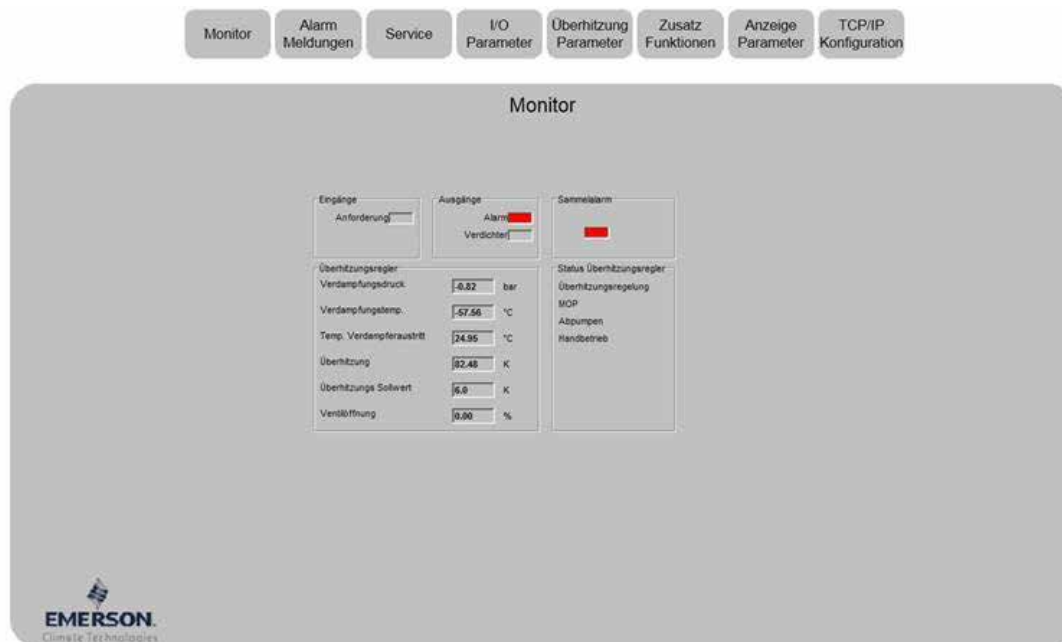 Monitor
Alarm
Meldungen
Service
I/O
Parameter
Überhitzung
Parameter
Zusatz
Funktionen
Anzeige
Parameter
TCP/IP
Konfiguration
Monitor
Eingänge
Anforderung
Ausgänge
Alarm
Verdichter
Sammelalarm
Überhitzungsregler
Verdampfungsdruck -0.82 bar
Verdampfungstemp. -57.56 °C
Temp. Verdampferaustritt 24.95 °C
Überhitzung 82.48 K
Überhitzungs Sollwert 6.0 K
Ventilöffnung 0.00 %
Status Überhitzungsregler
Überhitzungsregelung
MOP
Abpumpen
Handbetrieb
EMERSON.
Climate Technologies